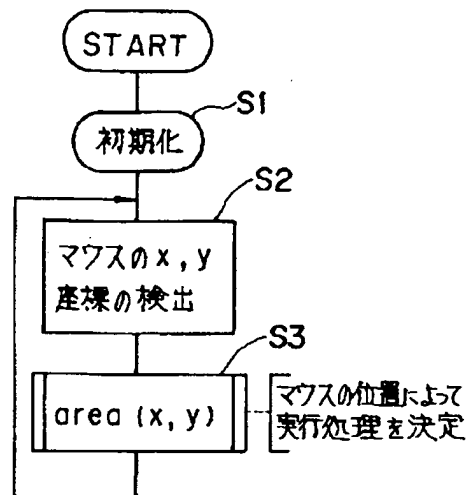 START
S1
初期化
S2
マウスのx,y
座標の検出
S3
area(x,y)
マウスの位置によって
実行処理を決定